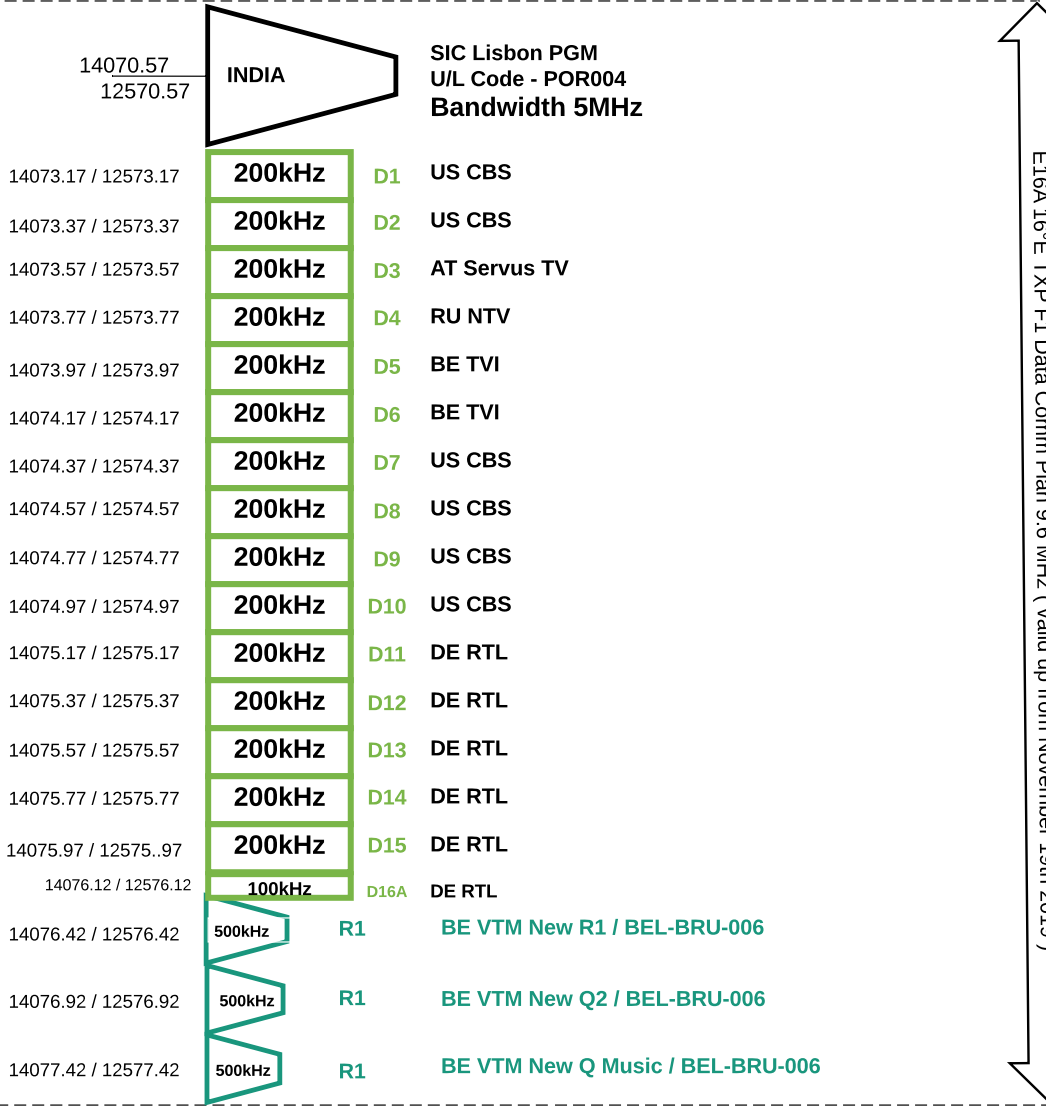 14070.57
12570.57
INDIA
SIC Lisbon PGM
U/L Code - POR004
Bandwidth 5MHz
14073.17 / 12573.17 200kHz D1 US CBS
14073.37 / 12573.37 200kHz D2 US CBS
14073.57 / 12573.57 200kHz D3 AT Servus TV
14073.77 / 12573.77 200kHz D4 RU NTV
14073.97 / 12573.97 200kHz D5 BE TVI
14074.17 / 12574.17 200kHz D6 BE TVI
14074.37 / 12574.37 200kHz D7 US CBS
14074.57 / 12574.57 200kHz D8 US CBS
14074.77 / 12574.77 200kHz D9 US CBS
14074.97 / 12574.97 200kHz D10 US CBS
14075.17 / 12575.17 200kHz D11 DE RTL
14075.37 / 12575.37 200kHz D12 DE RTL
14075.57 / 12575.57 200kHz D13 DE RTL
14075.77 / 12575.77 200kHz D14 DE RTL
14075.97 / 12575..97 200kHz D15 DE RTL
14076.12 / 12576.12 100kHz D16A DE RTL
14076.42 / 12576.42 500kHz R1 BE VTM New R1 / BEL-BRU-006
14076.92 / 12576.92 500kHz R1 BE VTM New Q2 / BEL-BRU-006
14077.42 / 12577.42 500kHz R1 BE VTM New Q Music / BEL-BRU-006
E16A 16°E TXP F1 Data Comm Plan 9.6 MHz ( Valid up from November 19th 2019 )